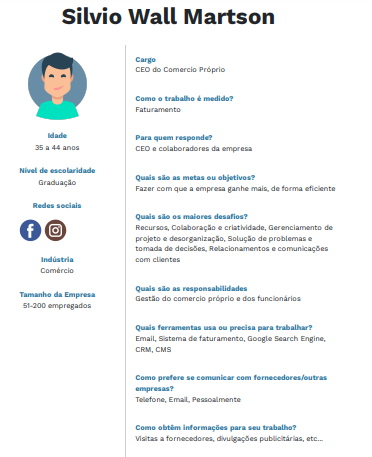 Silvio Wall Martson
Idade
35 a 44 anos
Nível de escolaridade
Graduação
Redes sociais
Indústria
Comércio
Tamanho da Empresa
51-200 empregados
Cargo
CEO do Comercio Próprio
Como o trabalho é medido?
Faturamento
Para quem responde?
CEO e colaboradores da empresa
Quais são as metas ou objetivos?
Fazer com que a empresa ganhe mais, de forma eficiente
Quais são os maiores desafios?
Recursos, Colaboração e criatividade, Gerenciamento de
projeto e desorganização, Solução de problemas e
tomada de decisões, Relacionamentos e comunicações
com clientes
Quais são as responsabilidades
Gestão do comercio próprio e dos funcionários
Quais ferramentas usa ou precisa para trabalhar?
Email, Sistema de faturamento, Google Search Engine,
CRM, CMS
Como prefere se comunicar com fornecedores/outras
empresas?
Telefone, Email, Pessoalmente
Como obtêm informações para seu trabalho?
Visitas a fornecedores, divulgações publicitárias, etc...